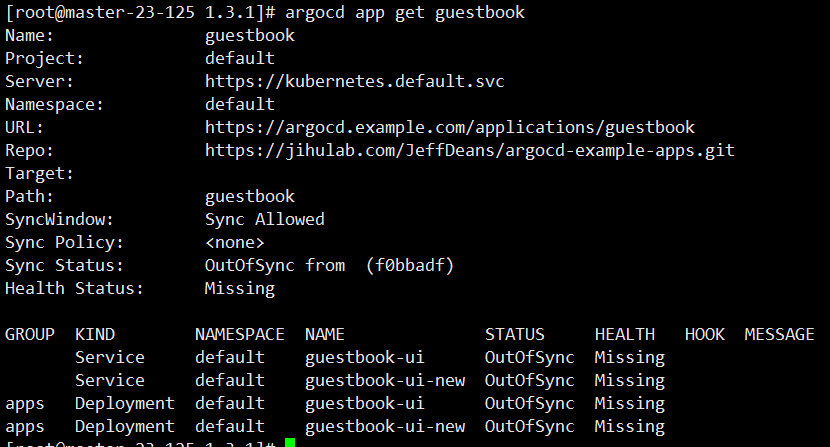 [root@master-23-125 1.3.1]# argocd app get guestbook
Name:               guestbook
Project:            default
Server:             https://kubernetes.default.svc
Namespace:          default
URL:                https://argocd.example.com/applications/guestbook
Repo:               https://jihulab.com/JeffDeans/argocd-example-apps.git
Target:
Path:               guestbook
SyncWindow:         Sync Allowed
Sync Policy:        <none>
Sync Status:        OutOfSync from  (f0bbadf)
Health Status:      Missing
GROUP  KIND        NAMESPACE  NAME              STATUS     HEALTH   HOOK  MESSAGE
       Service     default    guestbook-ui      OutOfSync  Missing
       Service     default    guestbook-ui-new  OutOfSync  Missing
apps   Deployment  default    guestbook-ui      OutOfSync  Missing
apps   Deployment  default    guestbook-ui-new  OutOfSync  Missing
[root@master-23-125 1.3.1]#